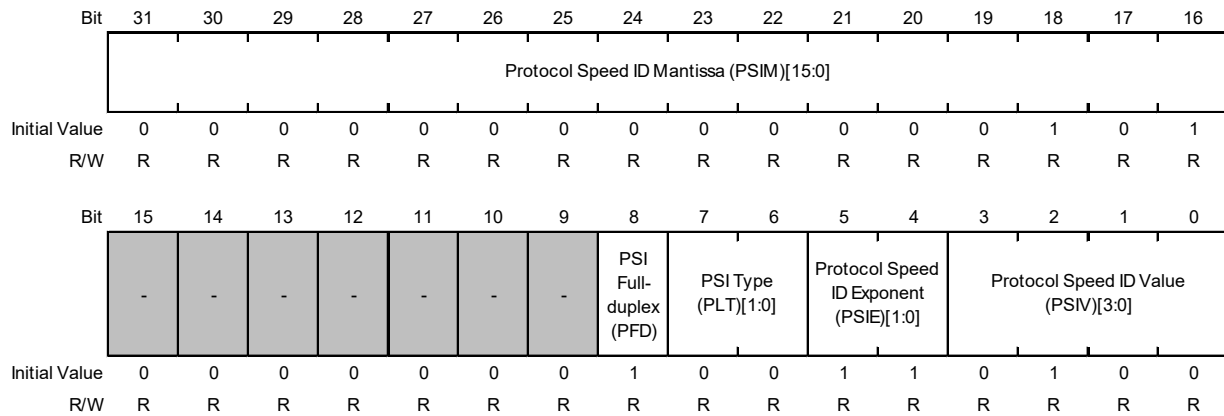 Bit 31 30 29 28 27 26 25 24 23 22 21 20 19 18 17 16
Protocol Speed ID Mantissa (PSIM)[15:0]
Initial Value 0 0 0 0 0 0 0 0 0 0 0 0 0 1 0 1
R/W R R R R R R R R R R R R R R R R
Bit 15 14 13 12 11 10 9 8 7 6 5 4 3 2 1 0
- - - - - - -
PSI
Full-
duplex
(PFD)
PSI Type
(PLT)[1:0]
Protocol Speed
ID Exponent
(PSIE)[1:0]
Protocol Speed ID Value
(PSIV)[3:0]
Initial Value 0 0 0 0 0 0 0 1 0 0 1 1 0 1 0 0
R/W R R R R R R R R R R R R R R R R